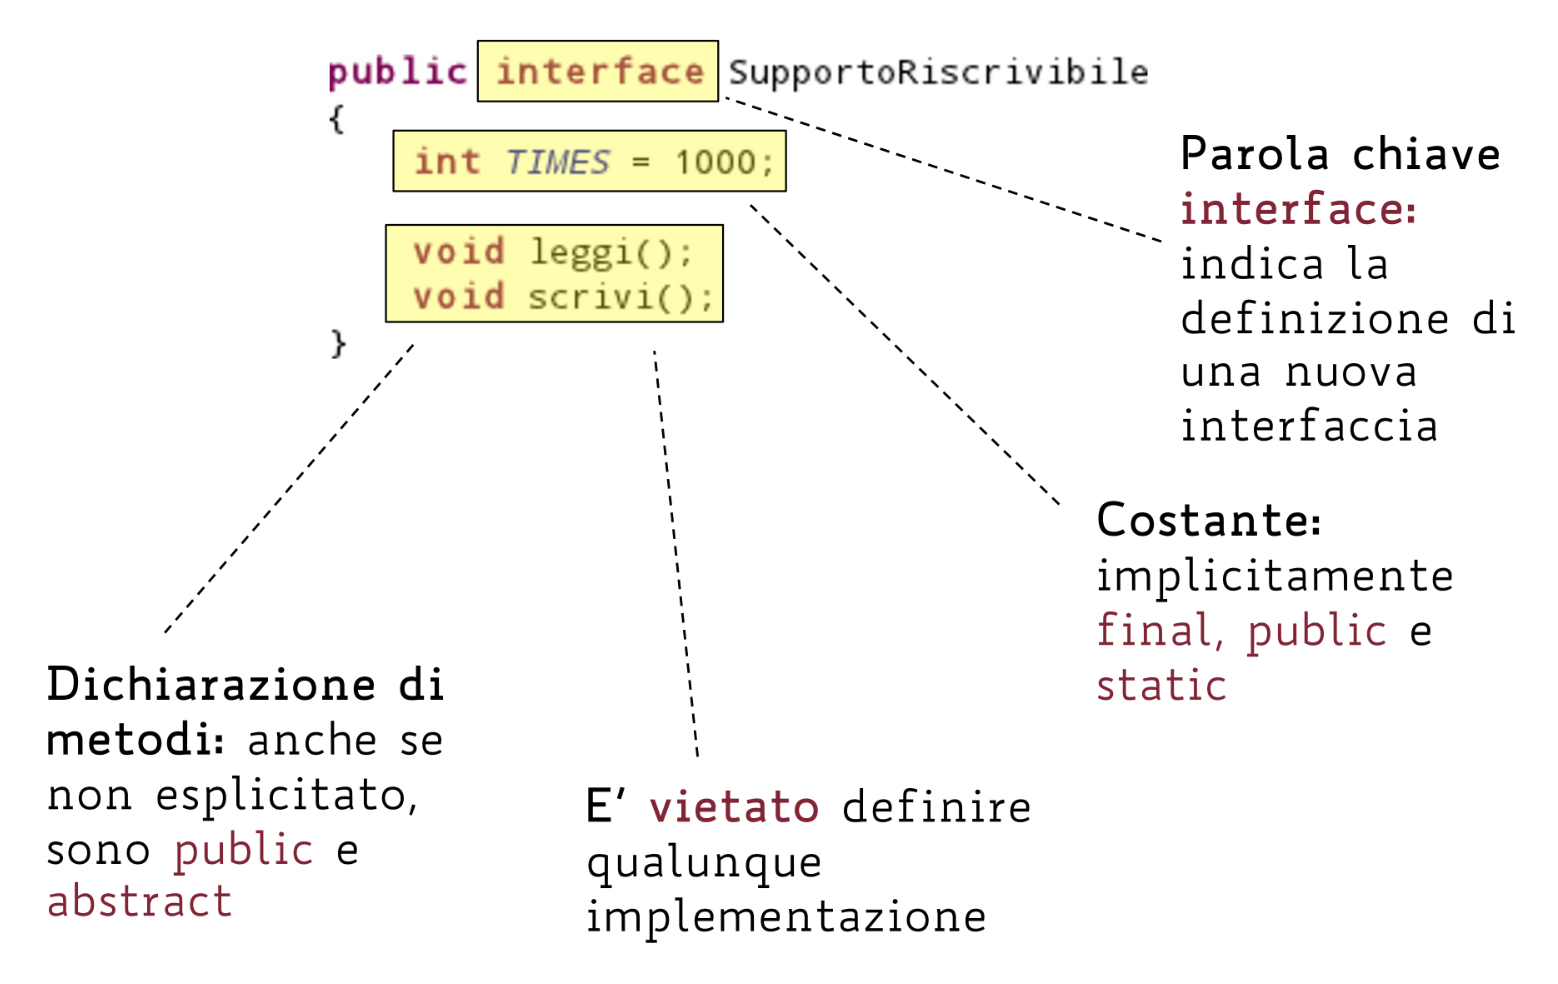 public interface SupportoRiscrivibile
{
int TIMES = 1000;
void leggi();
void scrivi();
}
Parola chiave
interface:
indica la
definizione di
una nuova
interfaccia
Costante:
implicitamente
final, public e
static
Dichiarazione di
metodi: anche se
non esplicitato,
sono public e
abstract
E’ vietato definire
qualunque
implementazione